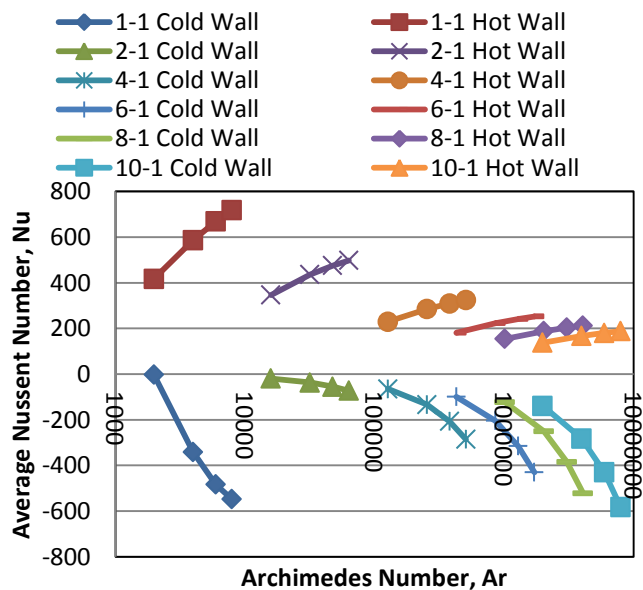 1-1 Cold Wall 1-1 Hot Wall
2-1 Cold Wall 2-1 Hot Wall
4-1 Cold Wall 4-1 Hot Wall
6-1 Cold Wall 6-1 Hot Wall
8-1 Cold Wall 8-1 Hot Wall
10-1 Cold Wall 10-1 Hot Wall
Average Nussent Number, Nu
800
600
400
200
0
-200
-400
-600
-800
1000
10000
100000
1000000
10000000
Archimedes Number, Ar